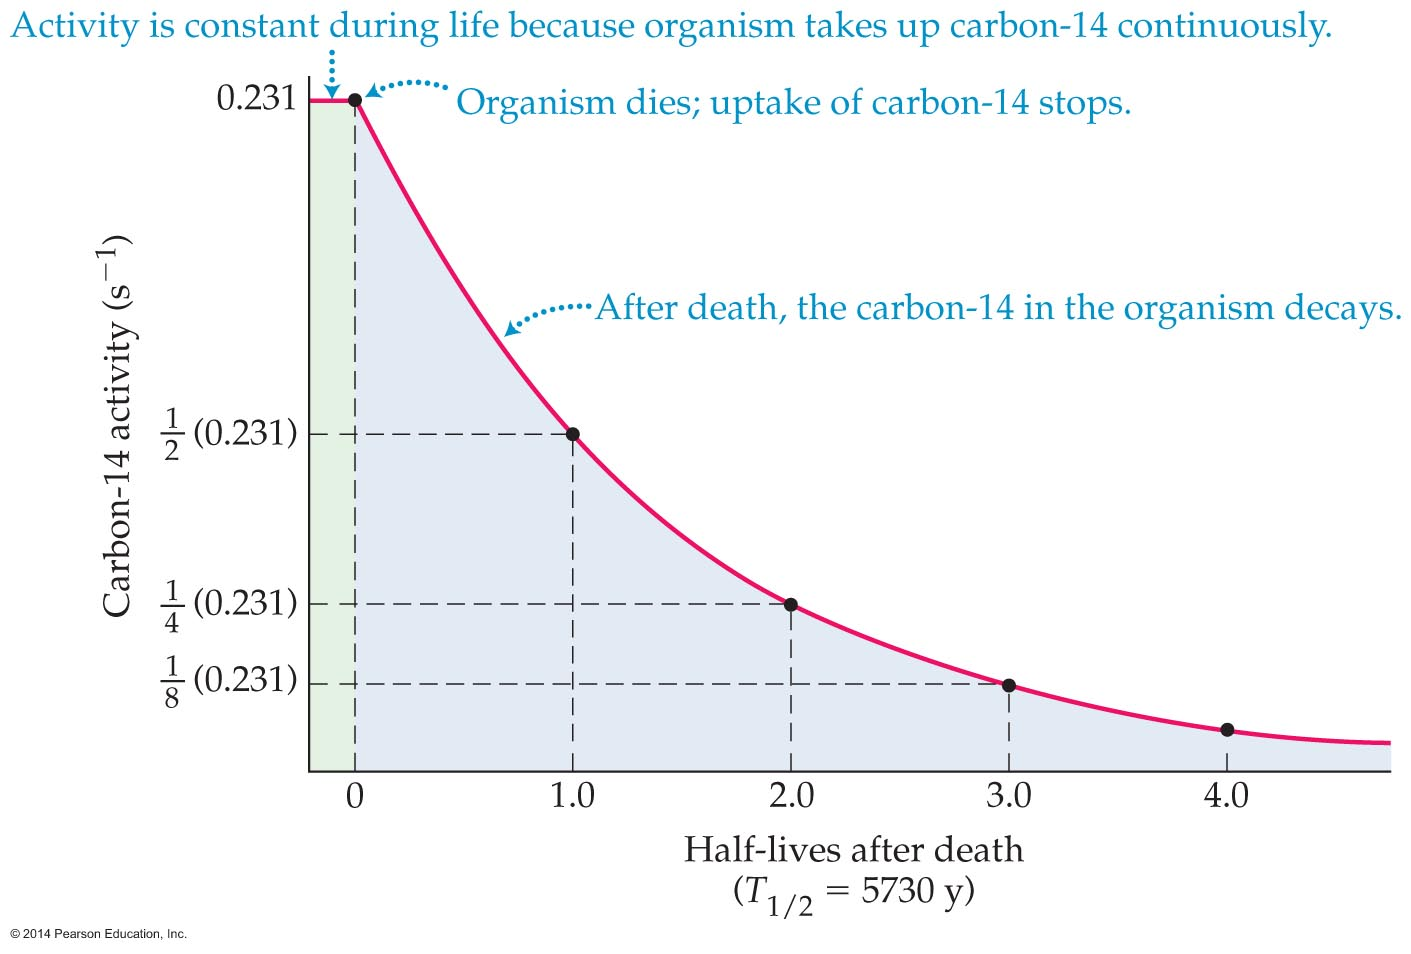 Activity is constant during life because organism takes up carbon-14 continuously.
0.231
Organism dies; uptake of carbon-14 stops.
After death, the carbon-14 in the organism decays.
Carbon-14 activity (s⁻¹)
1/2 (0.231)
1/4 (0.231)
1/8 (0.231)
0 1.0 2.0 3.0 4.0
Half-lives after death
(T1/2 = 5730 y)
© 2014 Pearson Education, Inc.